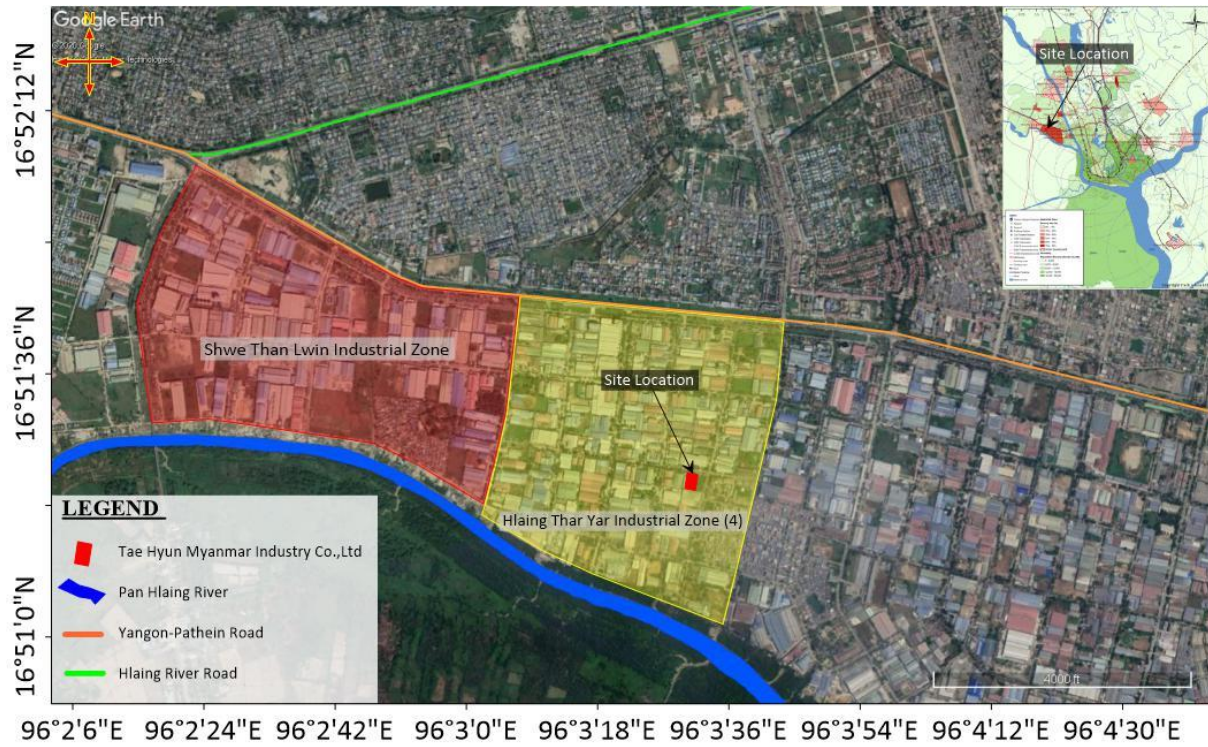 Google Earth
N
© 2020 Google
Technologies
Site Location
16°52'12"N
16°51'36"N
16°51'0"N
Shwe Than Lwin Industrial Zone
Site Location
Hlaing Thar Yar Industrial Zone (4)
LEGEND
Tae Hyun Myanmar Industry Co.,Ltd
Pan Hlaing River
Yangon-Pathein Road
Hlaing River Road
4000 ft
96°2'6"E 96°2'24"E 96°2'42"E 96°3'0"E 96°3'18"E 96°3'36"E 96°3'54"E 96°4'12"E 96°4'30"E